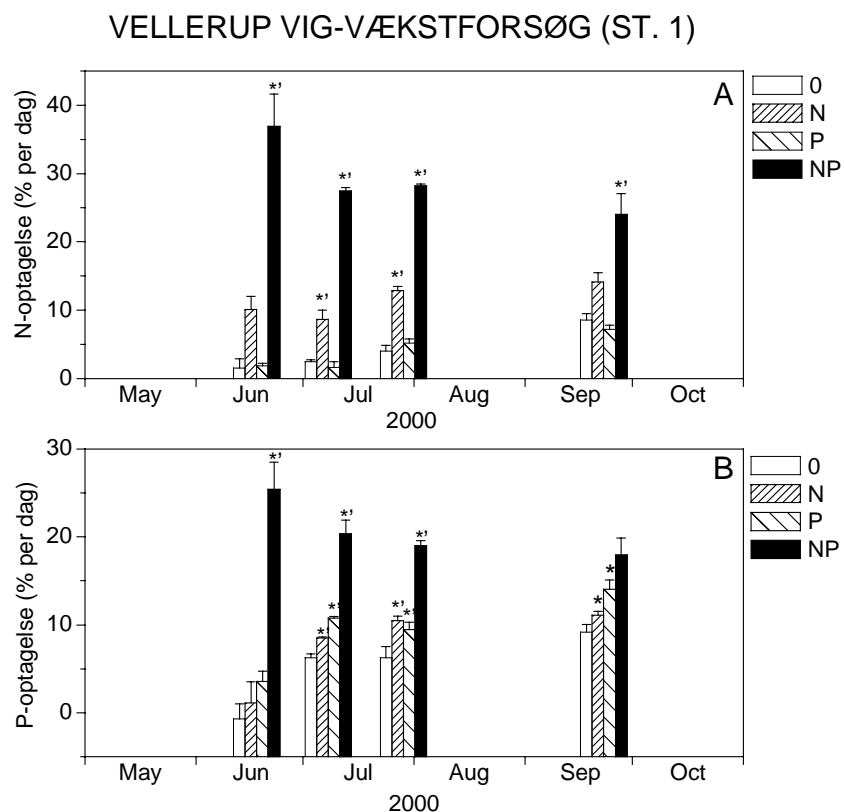 VELLERUP VIG-VÆKSTFORSØG (ST. 1)
A
N-optagelse (% per dag)
40
30
20
10
0
*’
*’
*’
*’
*’
*’
0
N
P
NP
May Jun Jul Aug Sep Oct
2000
B
P-optagelse (% per dag)
30
20
10
0
*’
*’
*’
*’
*’
*’
*’
*
*
0
N
P
NP
May Jun Jul Aug Sep Oct
2000